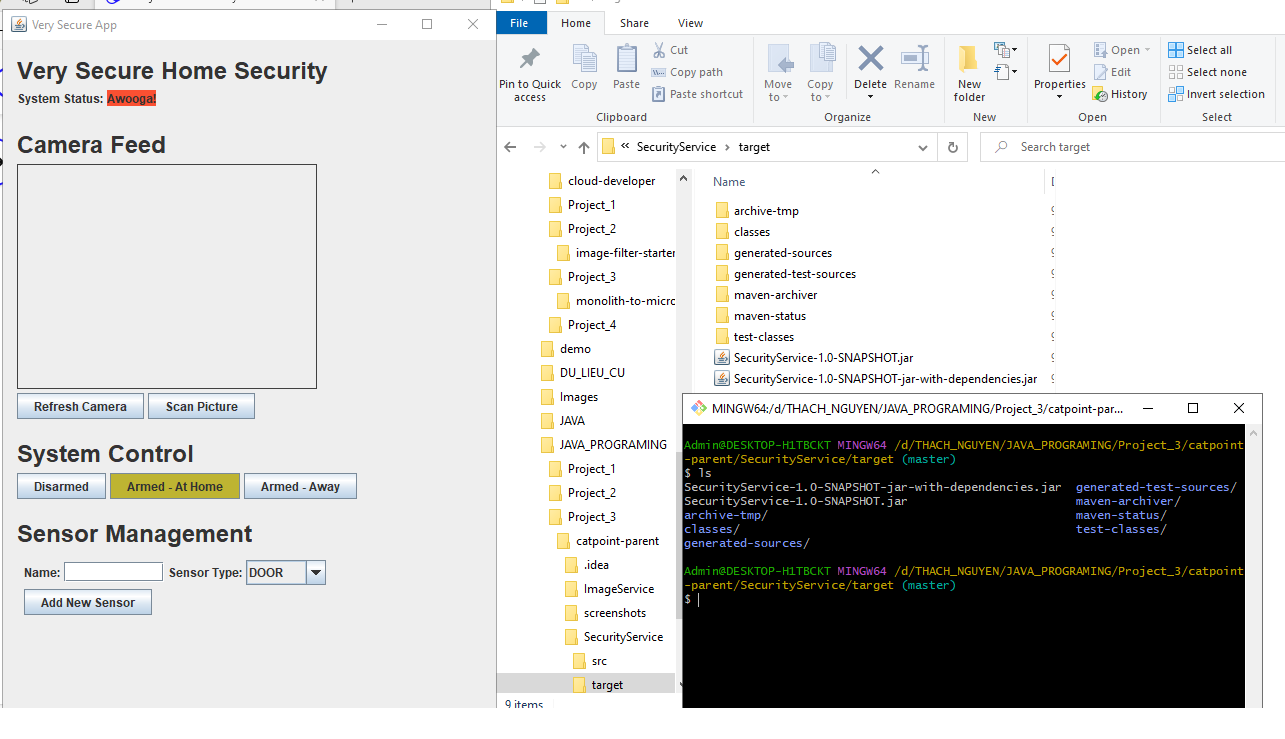 Very Secure App
Very Secure Home Security
System Status: Awooga!
Camera Feed
Refresh Camera
Scan Picture
System Control
Disarmed
Armed - At Home
Armed - Away
Sensor Management
Name:
Sensor Type: DOOR
Add New Sensor
File
Home
Share
View
Pin to Quick
access
Copy
Paste
Cut
Copy path
Paste shortcut
Clipboard
Move
to
Copy
to
Delete
Rename
Organize
New
folder
New
Properties
Open
Edit
History
Open
Select all
Select none
Invert selection
Select
« SecurityService › target
Search target
cloud-developer
Project_1
Project_2
image-filter-starter
Project_3
monolith-to-micro
Project_4
demo
DU_LIEU_CU
Images
JAVA
JAVA_PROGRAMING
Project_1
Project_2
Project_3
catpoint-parent
.idea
ImageService
screenshots
SecurityService
src
target
9 items
Name
archive-tmp
classes
generated-sources
generated-test-sources
maven-archiver
maven-status
test-classes
SecurityService-1.0-SNAPSHOT.jar
SecurityService-1.0-SNAPSHOT-jar-with-dependencies.jar
MINGW64:/d/THACH_NGUYEN/JAVA_PROGRAMING/Project_3/catpoint-par...
Admin@DESKTOP-H1TBCKT MINGW64 /d/THACH_NGUYEN/JAVA_PROGRAMING/Project_3/catpoint
-parent/SecurityService/target (master)
$ ls
SecurityService-1.0-SNAPSHOT-jar-with-dependencies.jar generated-test-sources/
SecurityService-1.0-SNAPSHOT.jar maven-archiver/
archive-tmp/ maven-status/
classes/ test-classes/
generated-sources/
Admin@DESKTOP-H1TBCKT MINGW64 /d/THACH_NGUYEN/JAVA_PROGRAMING/Project_3/catpoint
-parent/SecurityService/target (master)
$